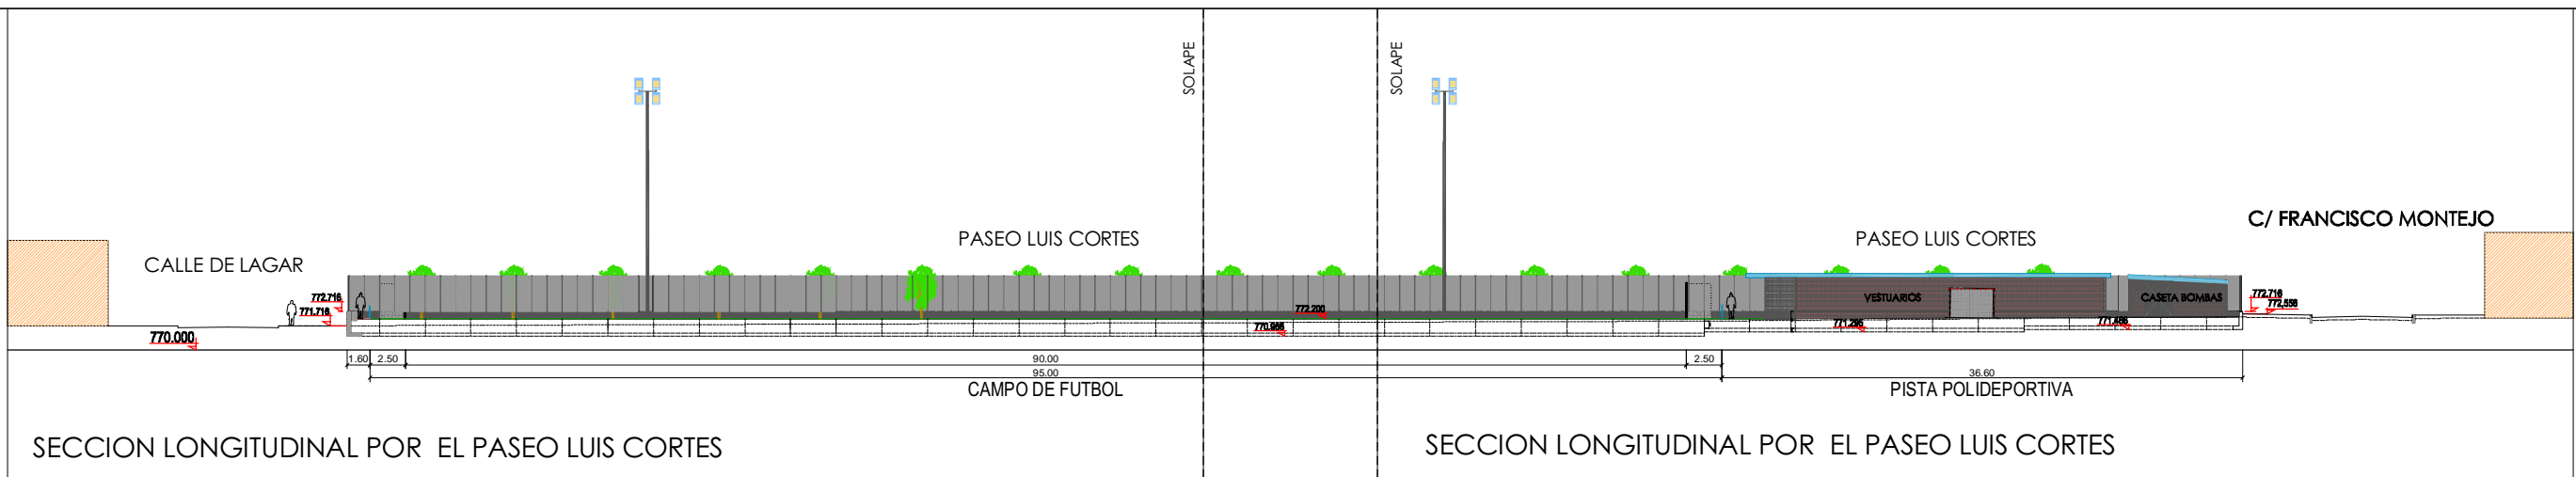 SOLAPE
SOLAPE
C/ FRANCISCO MONTEJO
PASEO LUIS CORTES
PASEO LUIS CORTES
CALLE DE LAGAR
772.716
771.716
770.000
772.200
VESTUARIOS
CASETA BOMBAS
772.716
772.558
771.296
1.60
2.50
90.00
2.50
95.00
36.60
CAMPO DE FUTBOL
PISTA POLIDEPORTIVA
SECCION LONGITUDINAL POR EL PASEO LUIS CORTES
SECCION LONGITUDINAL POR EL PASEO LUIS CORTES